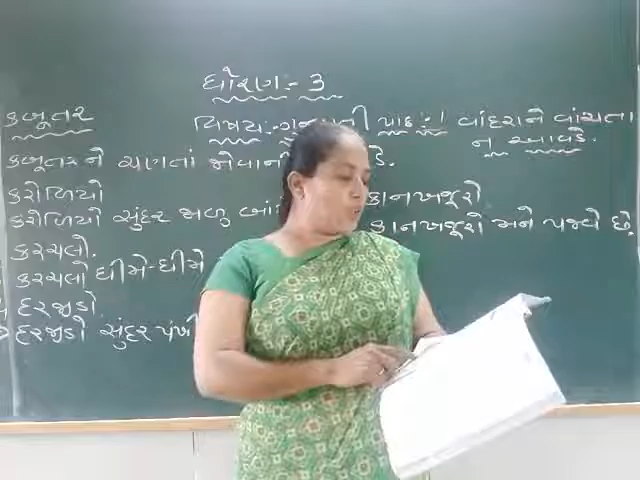 ધોરણ:- 3
વિષય:- ગુજરાતી પાઠ:-1 વાંદરાને વાંચતા
ન આવડે.
કબૂતર
કબૂતરને ચણતાં જોવાની ડે.
કરોળિયો
કરોળિયો સુંદર જાળુ બાં
કાનખજૂરો
કાનખજૂરો મને પજવે છે.
કરચલો.
કરચલો ધીમે-ધીમે
દરજીડો.
દરજીડો સુંદર પંખી